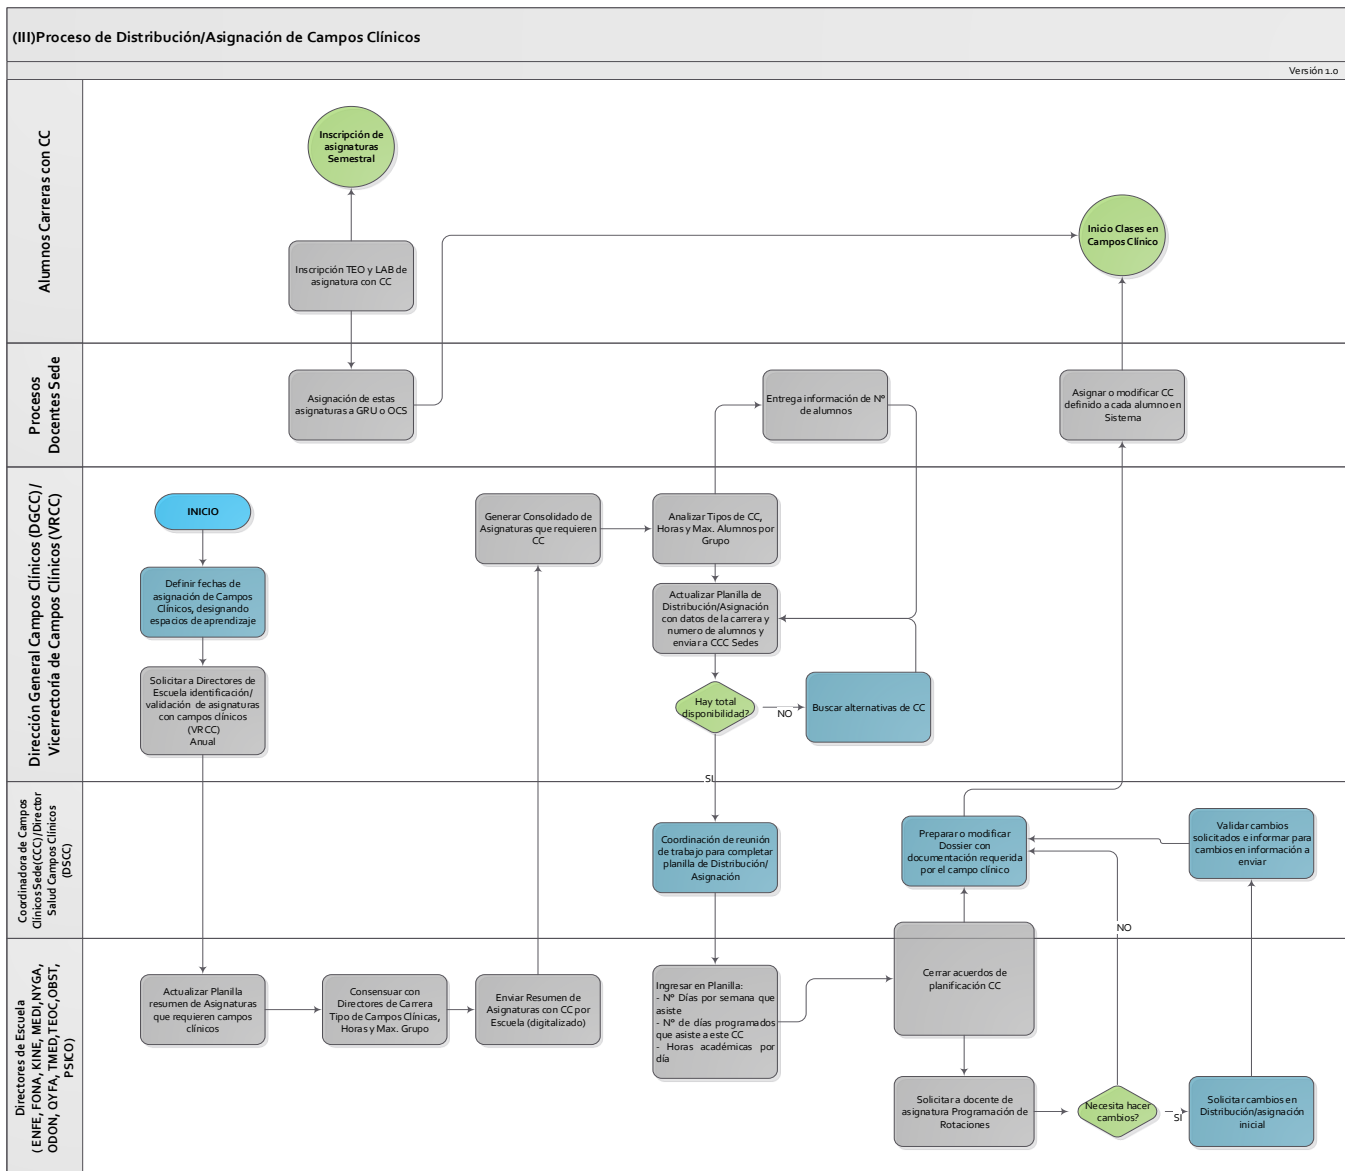 (III)Proceso de Distribución/Asignación de Campos Clínicos
Versión 1.0
Alumnos Carreras con CC
Inscripción de
asignaturas
Semestral
Inscripción TEO y LAB de
asignatura con CC
Inicio Clases en
Campos Clínico
Procesos
Docentes Sede
Asignación de estas
asignaturas a GRU o OCS
Entrega información de Nº
de alumnos
Asignar o modificar CC
definido a cada alumno en
Sistema
Dirección General Campos Clínicos (DGCC) /
Vicerrectoría de Campos Clínicos (VRCC)
INICIO
Definir fechas de
asignación de Campos
Clínicos, designando
espacios de aprendizaje
Solicitar a Directores de
Escuela identificación/
validación de asignaturas
con campos clínicos
(VRCC)
Anual
Generar Consolidado de
Asignaturas que requieren
CC
Analizar Tipos de CC,
Horas y Max. Alumnos por
Grupo
Actualizar Planilla de
Distribución/Asignación
con datos de la carrera y
numero de alumnos y
enviar a CCC Sedes
Hay total
disponibilidad?
NO
Buscar alternativas de CC
SI
Coordinadora de Campos
Clínicos Sede(CCC)/Director
Salud Campos Clínicos
(DSCC)
Coordinación de reunión
de trabajo para completar
planilla de Distribución/
Asignación
Preparar o modificar
Dossier con
documentación requerida
por el campo clínico
Validar cambios
solicitados e informar para
cambios en información a
enviar
NO
Directores de Escuela
( ENFE, FONA, KINE, MEDI,NYGA,
ODON, QYFA, TMED,TEOC,OBST,
PSICO)
Actualizar Planilla
resumen de Asignaturas
que requieren campos
clínicos
Consensuar con
Directores de Carrera
Tipo de Campos Clínicas,
Horas y Max. Grupo
Enviar Resumen de
Asignaturas con CC por
Escuela (digitalizado)
Ingresar en Planilla:
- Nº Días por semana que
asiste
- Nº de días programados
que asiste a este CC
- Horas académicas por
día
Cerrar acuerdos de
planificación CC
Solicitar a docente de
asignatura Programación de
Rotaciones
Necesita hacer
cambios?
SI
Solicitar cambios en
Distribución/asignación
inicial